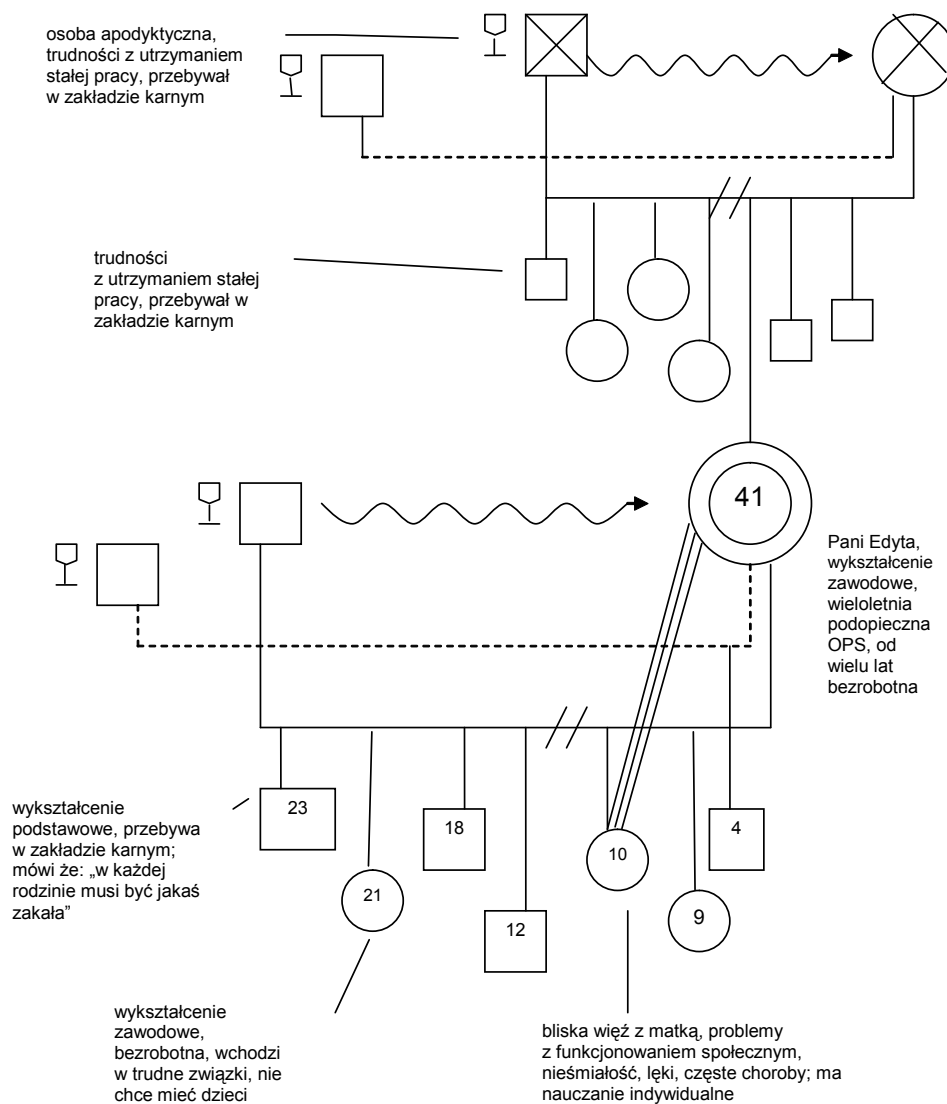 osoba apodyktyczna,
trudności z utrzymaniem
stałej pracy, przebywał
w zakładzie karnym
trudności
z utrzymaniem stałej
pracy, przebywał w
zakładzie karnym
41
Pani Edyta,
wykształcenie
zawodowe,
wieloletnia
podopieczna
OPS, od
wielu lat
bezrobotna
23
18
4
10
21
12
9
wykształcenie
podstawowe, przebywa
w zakładzie karnym;
mówi że: „w każdej
rodzinie musi być jakaś
zakała”
wykształcenie
zawodowe,
bezrobotna, wchodzi
w trudne związki, nie
chce mieć dzieci
bliska więź z matką, problemy
z funkcjonowaniem społecznym,
nieśmiałość, lęki, częste choroby; ma
nauczanie indywidualne